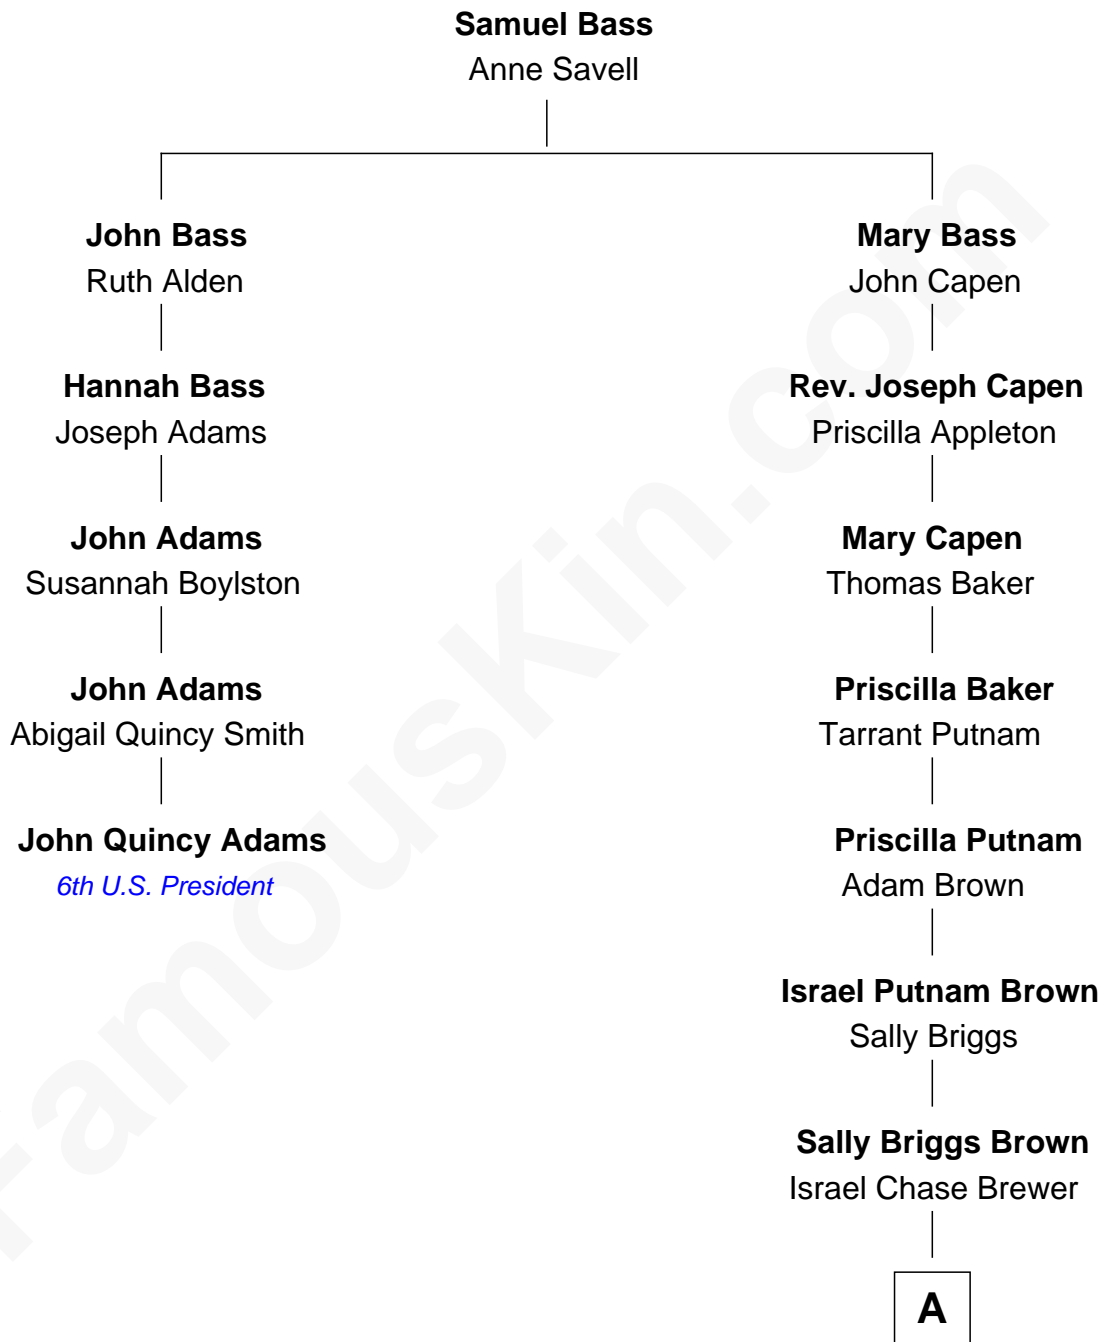 Samuel Bass
Anne Savell
John Bass
Ruth Alden
Mary Bass
John Capen
Hannah Bass
Joseph Adams
Rev. Joseph Capen
Priscilla Appleton
John Adams
Susannah Boylston
Mary Capen
Thomas Baker
John Adams
Abigail Quincy Smith
Priscilla Baker
Tarrant Putnam
John Quincy Adams
6th U.S. President
Priscilla Putnam
Adam Brown
Israel Putnam Brown
Sally Briggs
Sally Briggs Brown
Israel Chase Brewer
A
FamousKin.com